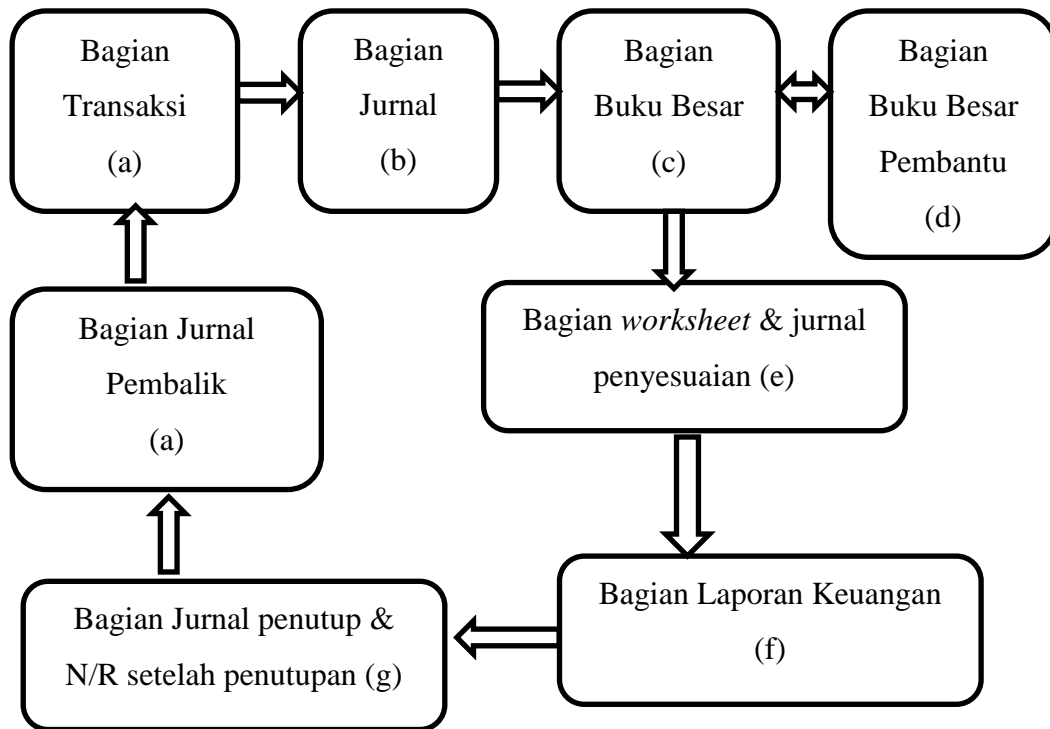 Bagian
Transaksi
(a)
Bagian
Jurnal
(b)
Bagian
Buku Besar
(c)
Bagian
Buku Besar
Pembantu
(d)
Bagian worksheet & jurnal
penyesuaian (e)
Bagian Jurnal
Pembalik
(a)
Bagian Laporan Keuangan
(f)
Bagian Jurnal penutup &
N/R setelah penutupan (g)